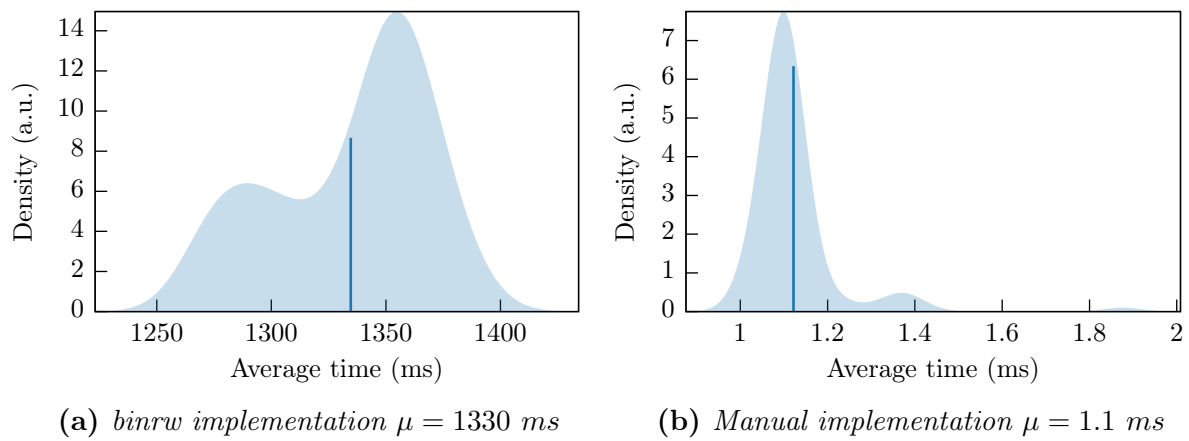 14
12
10
8
6
4
2
0
Density (a.u.)
1250 1300 1350 1400
Average time (ms)
(a) binrw implementation μ = 1330 ms
7
6
5
4
3
2
1
0
Density (a.u.)
1 1.2 1.4 1.6 1.8 2
Average time (ms)
(b) Manual implementation μ = 1.1 ms